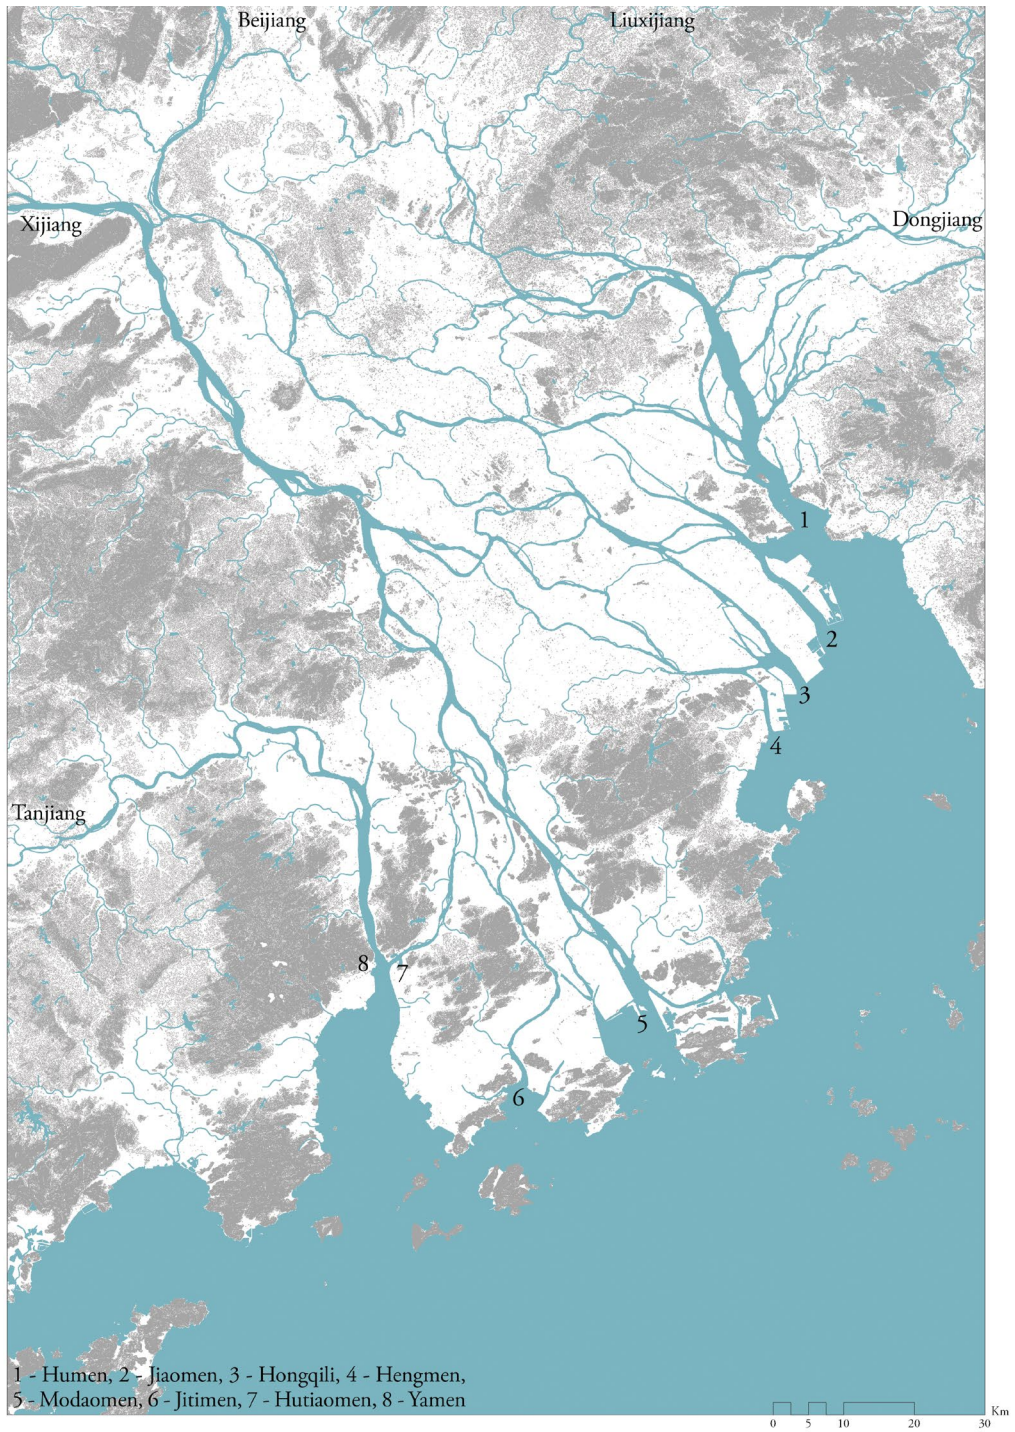 Beijiang
Liuxijiang
Xijiang
Dongjiang
1
2
3
4
Tanjiang
8
7
5
6
1 - Humen, 2 - Jiaomen, 3 - Hongqili, 4 - Hengmen,
5 - Modaomen, 6 - Jitimen, 7 - Hutiaomen, 8 - Yamen
Km
0 5 10 20 30